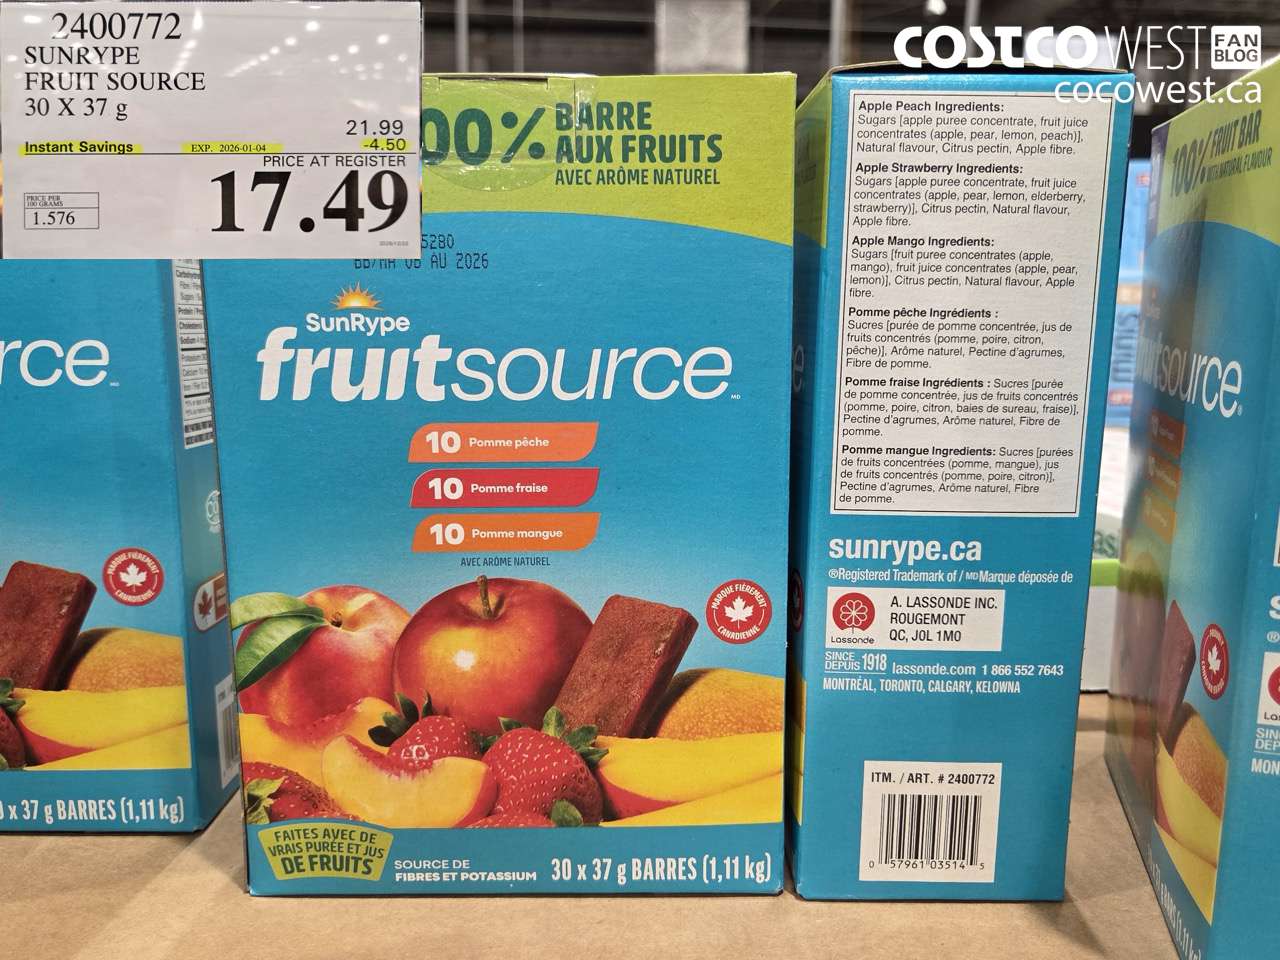 2400772
SUNRYPE
FRUIT SOURCE
30 X 37 g
21.99
Instant Savings EXP. 2026-01-04 -4.50
PRICE AT REGISTER
17.49
PRICE PER
100 GRAMS
1.576
COSTCO WEST FAN BLOG
cocowest.ca
00% BARRE
AUX FRUITS
AVEC ARÔME NATUREL
5280
BB/MA 05 AU 2026
SunRype
fruitsource MD
10 Pomme pêche
10 Pomme fraise
10 Pomme mangue
AVEC ARÔME NATUREL
MARQUE FIÈREMENT CANADIENNE
FAITES AVEC DE
VRAIS PURÉE ET JUS
DE FRUITS
SOURCE DE
FIBRES ET POTASSIUM
30 x 37 g BARRES (1,11 kg)
rce
MARQUE FIÈREMENT CANADIENNE
x 37 g BARRES (1,11 kg)
Apple Peach Ingredients:
Sugars [apple puree concentrate, fruit juice
concentrates (apple, pear, lemon, peach)],
Natural flavour, Citrus pectin, Apple fibre.
Apple Strawberry Ingredients:
Sugars [apple puree concentrate, fruit juice
concentrates (apple, pear, lemon, elderberry,
strawberry)], Citrus pectin, Natural flavour,
Apple fibre.
Apple Mango Ingredients:
Sugars [fruit puree concentrates (apple,
mango), fruit juice concentrates (apple, pear,
lemon)], Citrus pectin, Natural flavour, Apple
fibre.
Pomme pêche Ingrédients :
Sucres [purée de pomme concentrée, jus de
fruits concentrés (pomme, poire, citron,
pêche)], Arôme naturel, Pectine d'agrumes,
Fibre de pomme.
Pomme fraise Ingrédients : Sucres [purée
de pomme concentrée, jus de fruits concentrés
(pomme, poire, citron, baies de sureau, fraise)],
Pectine d'agrumes, Arôme naturel, Fibre de
pomme.
Pomme mangue Ingredients: Sucres [purées
de fruits concentrées (pomme, mangue), jus
de fruits concentrés (pomme, poire, citron)],
Pectine d'agrumes, Arôme naturel, Fibre
de pomme.
sunrype.ca
®Registered Trademark of / MD Marque déposée de
Lassonde
A. LASSONDE INC.
ROUGEMONT
QC, J0L 1M0
SINCE
DEPUIS 1918 lassonde.com 1 866 552 7643
MONTRÉAL, TORONTO, CALGARY, KELOWNA
ITM. / ART. # 2400772
0 57961 03514 5
100% FRUIT BAR
WITH NATURAL FLAVOUR
fruitsource®